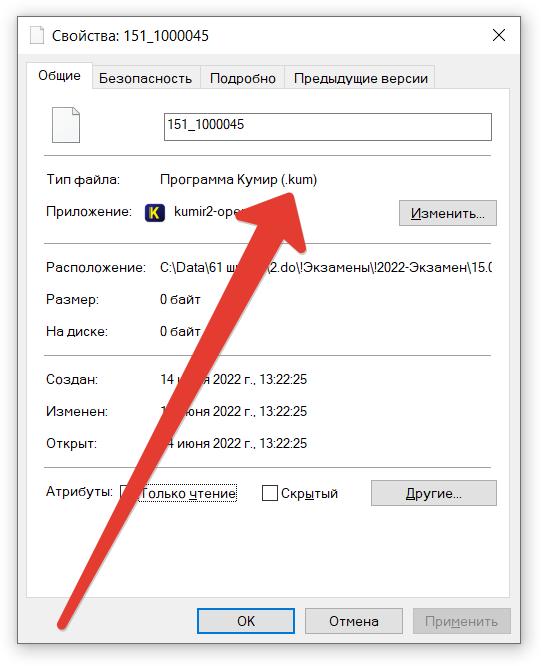 Свойства: 151_1000045
Общие Безопасность Подробно Предыдущие версии
151_1000045
Тип файла: Программа Кумир (.kum)
Приложение: K kumir2-ope
Изменить...
Расположение: C:\Data\61 \2.do\!Экзамены\!2022-Экзамен\15.0
Размер: 0 байт
На диске: 0 байт
Создан: 14 июня 2022 г., 13:22:25
Изменен: июня 2022 г., 13:22:25
Открыт: июня 2022 г., 13:22:25
Атрибуты: Только чтение Скрытый Другие...
OK Отмена Применить